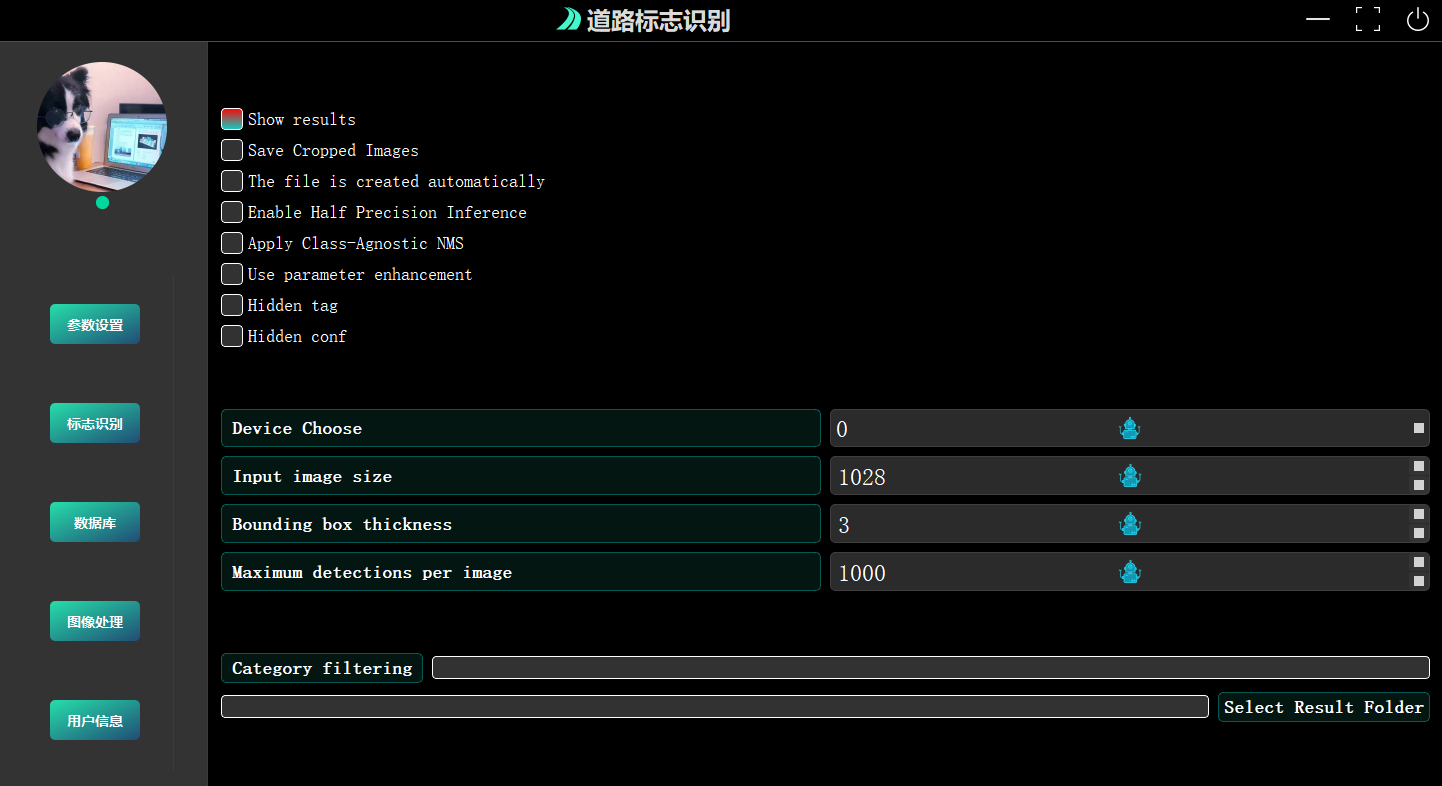 道路标志识别
参数设置
标志识别
数据库
图像处理
用户信息
Show results
Save Cropped Images
The file is created automatically
Enable Half Precision Inference
Apply Class-Agnostic NMS
Use parameter enhancement
Hidden tag
Hidden conf
Device Choose 0
Input image size 1028
Bounding box thickness 3
Maximum detections per image 1000
Category filtering
Select Result Folder